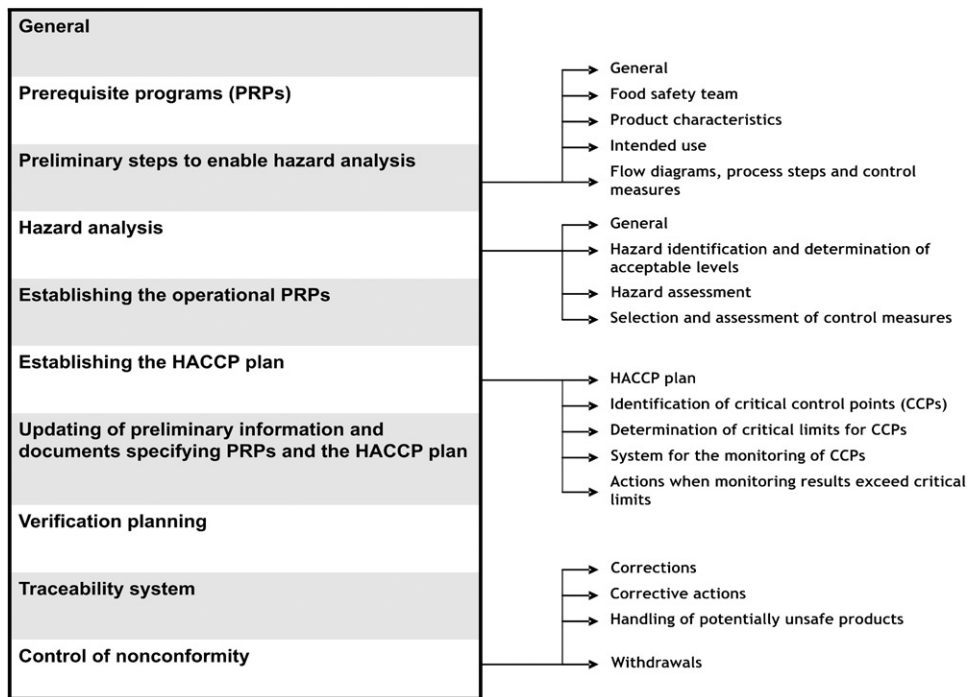 General
Prerequisite programs (PRPs)
Preliminary steps to enable hazard analysis
Hazard analysis
Establishing the operational PRPs
Establishing the HACCP plan
Updating of preliminary information and
documents specifying PRPs and the HACCP plan
Verification planning
Traceability system
Control of nonconformity
General
Food safety team
Product characteristics
Intended use
Flow diagrams, process steps and control
measures
General
Hazard identification and determination of
acceptable levels
Hazard assessment
Selection and assessment of control measures
HACCP plan
Identification of critical control points (CCPs)
Determination of critical limits for CCPs
System for the monitoring of CCPs
Actions when monitoring results exceed critical
limits
Corrections
Corrective actions
Handling of potentially unsafe products
Withdrawals